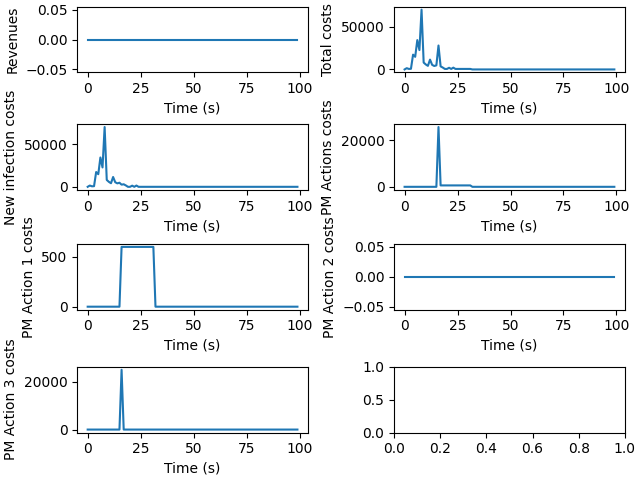 Revenues
0.05
0.00
−0.05
0 25 50 75 100
Time (s)
Total costs
50000
0
0 25 50 75 100
Time (s)
New infection costs
50000
0
0 25 50 75 100
Time (s)
PM Actions costs
20000
0
0 25 50 75 100
Time (s)
PM Action 1 costs
500
0
0 25 50 75 100
Time (s)
PM Action 2 costs
0.05
0.00
−0.05
0 25 50 75 100
Time (s)
PM Action 3 costs
20000
0
0 25 50 75 100
Time (s)
1.0
0.5
0.0
0.0 0.2 0.4 0.6 0.8 1.0